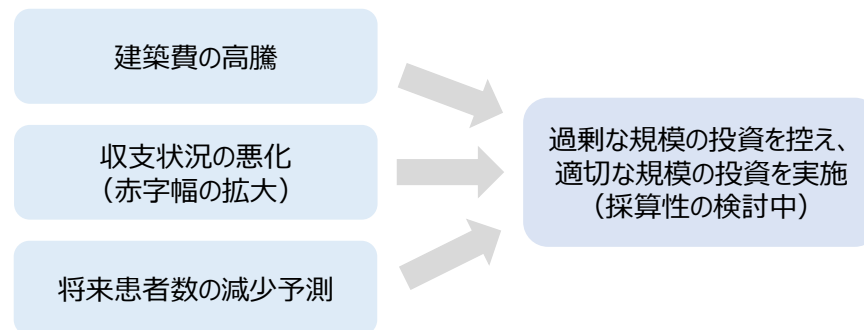 建築費の高騰
収支状況の悪化
（赤字幅の拡大）
将来患者数の減少予測
過剰な規模の投資を控え、
適切な規模の投資を実施
（採算性の検討中）